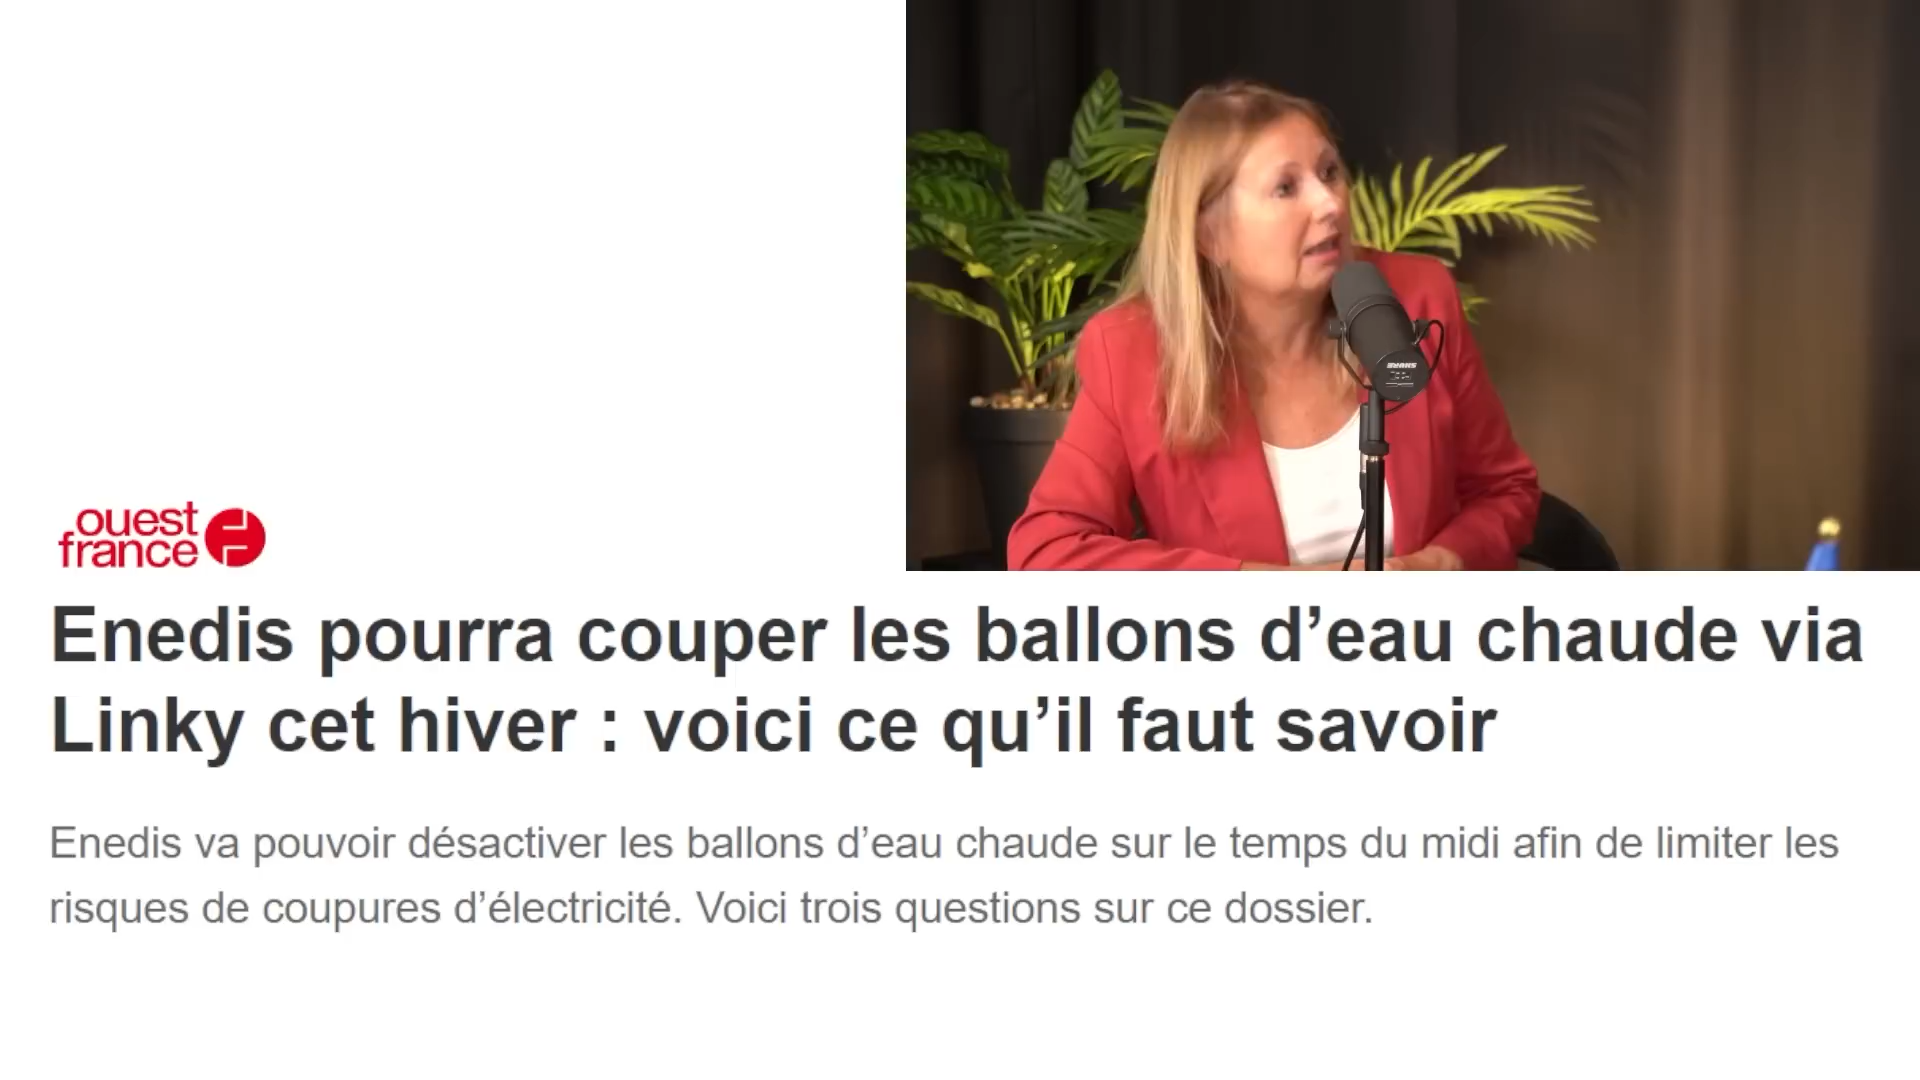 SHURE
ouest
france
Enedis pourra couper les ballons d’eau chaude via
Linky cet hiver : voici ce qu’il faut savoir
Enedis va pouvoir désactiver les ballons d’eau chaude sur le temps du midi afin de limiter les
risques de coupures d’électricité. Voici trois questions sur ce dossier.